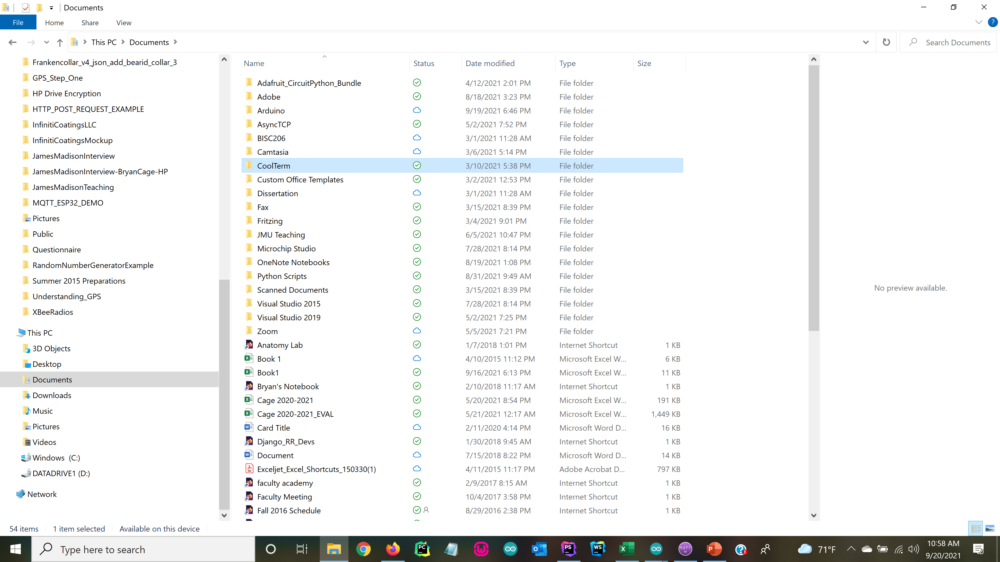 Documents
File Home Share View
?
This PC Documents
Search Documents
Frankencollar_v4_json_add_bearid_collar_3
GPS_Step_One
HP Drive Encryption
HTTP_POST_REQUEST_EXAMPLE
InfinitiCoatingsLLC
InfinitiCoatingsMockup
JamesMadisonInterview
JamesMadisonInterview-BryanCage-HP
JamesMadisonTeaching
MQTT_ESP32_DEMO
Pictures
Public
Questionnaire
RandomNumberGeneratorExample
Summer 2015 Preparations
Understanding_GPS
XBeeRadios
This PC
3D Objects
Desktop
Documents
Downloads
Music
Pictures
Videos
Windows (C:)
DATADRIVE1 (D:)
Network
Name Status Date modified Type Size
Adafruit_CircuitPython_Bundle 4/12/2021 2:01 PM File folder
Adobe 8/18/2021 3:23 PM File folder
Arduino 9/19/2021 6:46 PM File folder
AsyncTCP 5/2/2021 7:52 PM File folder
BISC206 3/1/2021 11:28 AM File folder
Camtasia 3/6/2021 5:14 PM File folder
CoolTerm 3/10/2021 5:38 PM File folder
Custom Office Templates 3/2/2021 12:53 PM File folder
Dissertation 3/1/2021 11:28 AM File folder
Fax 3/15/2021 8:39 PM File folder
Fritzing 3/4/2021 9:01 PM File folder
JMU Teaching 6/5/2021 10:47 PM File folder
Microchip Studio 7/28/2021 8:14 PM File folder
OneNote Notebooks 8/19/2021 1:08 PM File folder
Python Scripts 8/31/2021 9:49 AM File folder
Scanned Documents 3/15/2021 8:39 PM File folder
Visual Studio 2015 7/28/2021 8:14 PM File folder
Visual Studio 2019 5/2/2021 7:25 PM File folder
Zoom 5/5/2021 7:21 PM File folder
Anatomy Lab 1/7/2018 1:01 PM Internet Shortcut 1 KB
Book 1 4/10/2015 11:12 PM Microsoft Excel W... 6 KB
Book1 9/16/2021 6:13 PM Microsoft Excel W... 11 KB
Bryan's Notebook 2/10/2018 11:17 AM Internet Shortcut 1 KB
Cage 2020-2021 5/20/2021 8:54 PM Microsoft Excel W... 191 KB
Cage 2020-2021_EVAL 5/21/2021 12:17 AM Microsoft Excel W... 1,449 KB
Card Title 2/11/2020 4:14 PM Microsoft Word D... 16 KB
Django_RR_Devs 1/30/2018 9:45 AM Internet Shortcut 1 KB
Document 7/15/2018 8:22 PM Microsoft Word D... 14 KB
Exceljet_Excel_Shortcuts_150330(1) 4/11/2015 11:17 PM Adobe Acrobat D... 797 KB
faculty academy 2/9/2017 8:15 AM Internet Shortcut 1 KB
Faculty Meeting 10/4/2017 3:58 PM Internet Shortcut 1 KB
Fall 2016 Schedule 8/29/2016 2:38 PM Internet Shortcut 1 KB
No preview available.
54 items 1 item selected Available on this device
Type here to search
PC
PS
WS
MQTT
fx
71°F
10:58 AM
9/20/2021